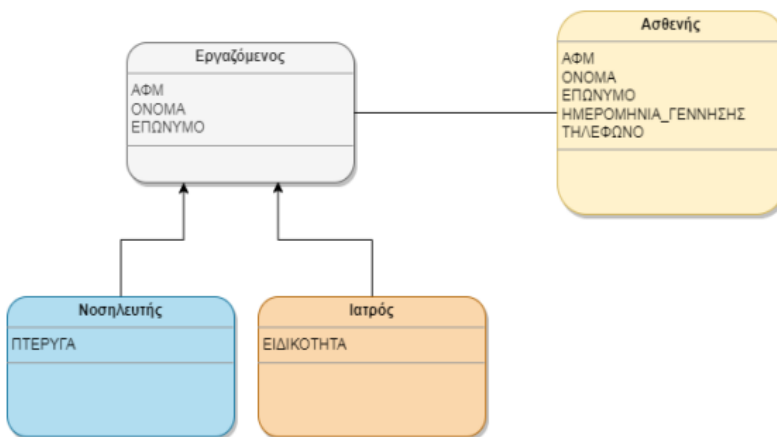 Εργαζόμενος
ΑΦΜ
ΟΝΟΜΑ
ΕΠΩΝΥΜΟ
Ασθενής
ΑΦΜ
ΟΝΟΜΑ
ΕΠΩΝΥΜΟ
ΗΜΕΡΟΜΗΝΙΑ_ΓΕΝΝΗΣΗΣ
ΤΗΛΕΦΩΝΟ
Νοσηλευτής
ΠΤΕΡΥΓΑ
Ιατρός
ΕΙΔΙΚΟΤΗΤΑ